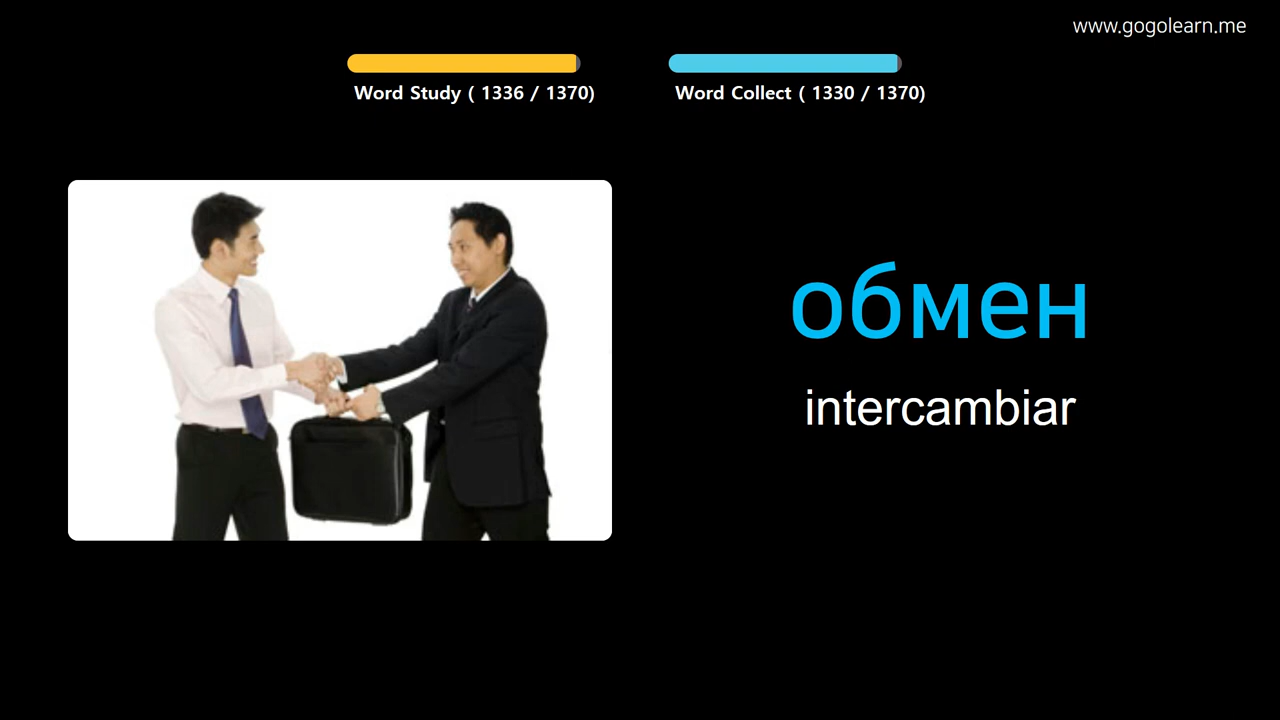 www.gogolearn.me
Word Study ( 1336 / 1370)
Word Collect ( 1330 / 1370)
обмен
intercambiar